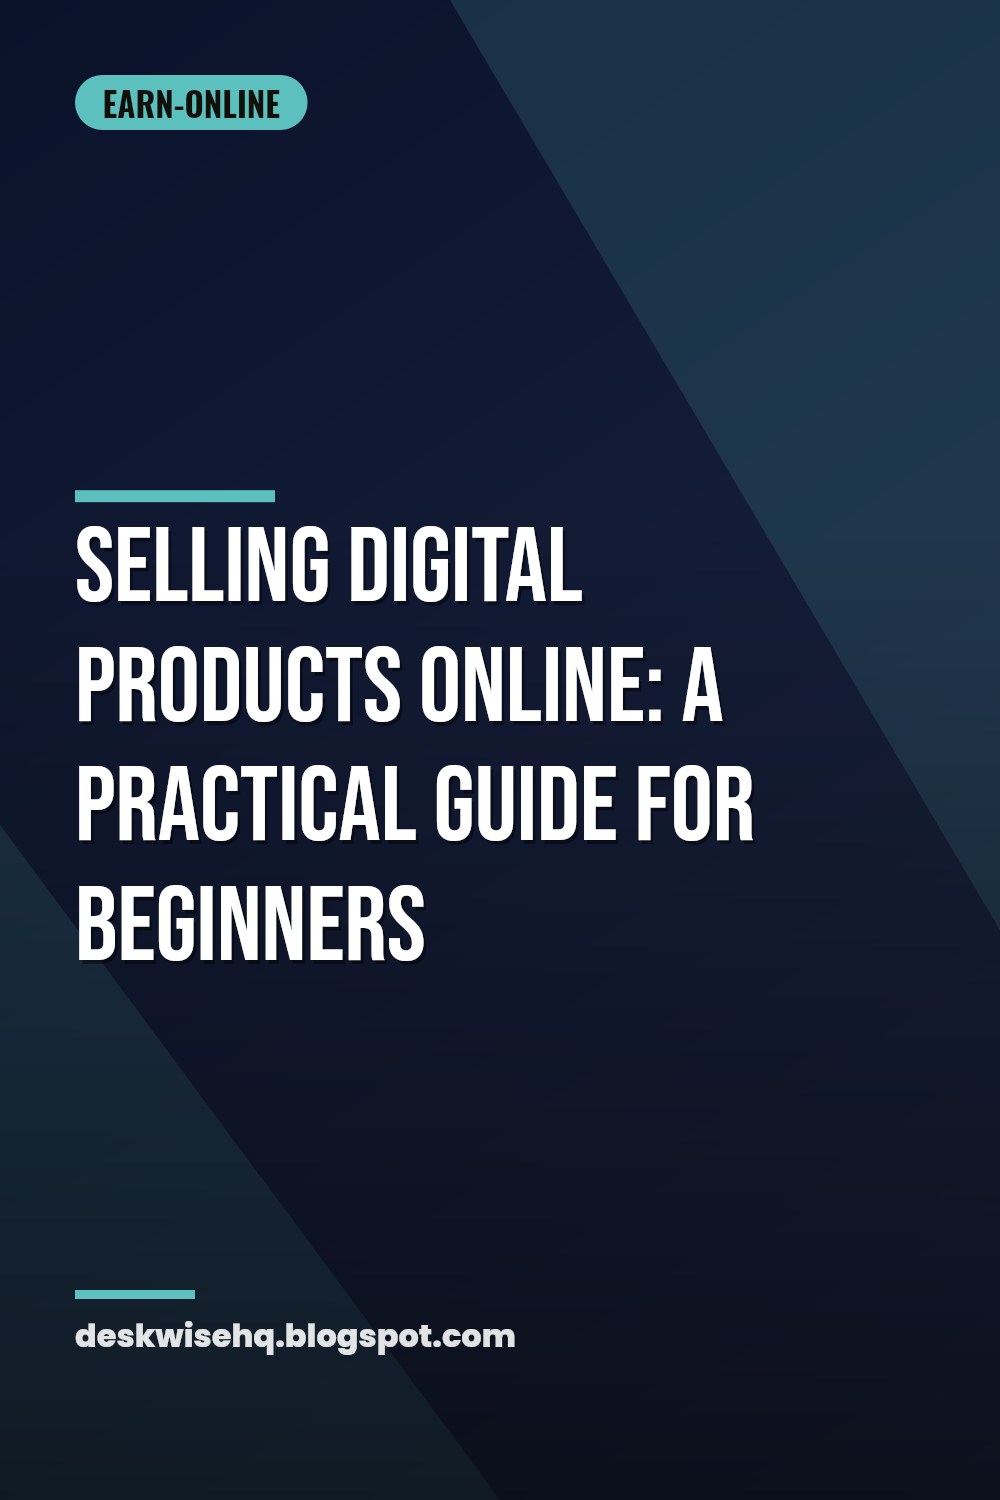 EARN-ONLINE
SELLING DIGITAL
PRODUCTS ONLINE: A
PRACTICAL GUIDE FOR
BEGINNERS
deskwisehq.blogspot.com